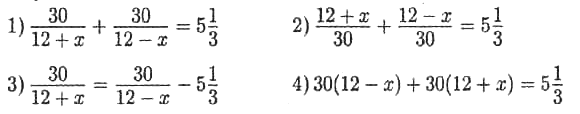 1) 30/(12 + x) + 30/(12 − x) = 5 1/3
2) (12 + x)/30 + (12 − x)/30 = 5 1/3
3) 30/(12 + x) = 30/(12 − x) − 5 1/3
4) 30(12 − x) + 30(12 + x) = 5 1/3